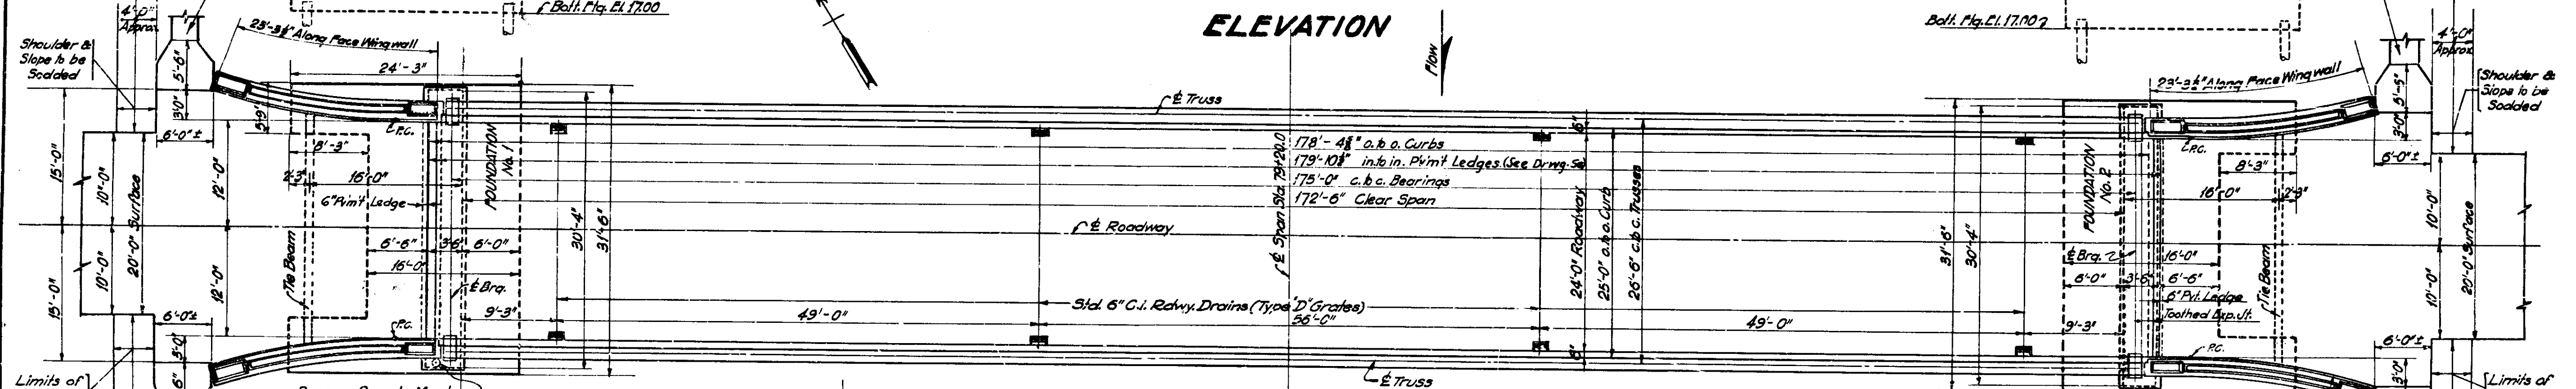 4'-0"
Approx.
Bott. Ftg. El. 17.00
ELEVATION
Flow
Bott. Ftg. El. 17.00
4'-0"
Approx.
Shoulder &
Slope to be
Sodded
5'-6"
23'-3½" Along Face Wingwall
24'-3"
3'-0"
5'-9"
6'-0"±
P.C.
℄ Truss
23'-3½" Along Face Wingwall
5'-5"
3'-0"
Shoulder &
Slope to be
Sodded
6'-0"±
P.C.
15'-0"
10'-0"
20'-0" Surface
12'-0"
8'-3"
2'-3"
16'-0"
6" Pvm't Ledge
FOUNDATION
No. 1
30'-4"
31'-6"
℄ Span Sta. 79+20.0
178'-4⅝" o. to o. Curbs
179'-10⅝" in. to in. Pvm't Ledges (See Drwg. 5a)
175'-0" c. to c. Bearings
172'-6" Clear Span
6"
24'-0" Roadway
25'-0" o. to o. Curb
26'-6" c. to c. Trusses
6"
31'-6"
30'-4"
FOUNDATION
No. 2
8'-3"
16'-0"
2'-3"
10'-0"
20'-0" Surface
℄ Roadway
15'-0"
10'-0"
12'-0"
Tie Beam
6'-6"
3'-6"
6'-0"
16'-0"
℄ Brg.
9'-3"
49'-0"
Std. 6" C.I. Rdwy. Drains (Type "D" Grates)
56'-0"
49'-0"
9'-3"
℄ Brg.
16'-0"
6'-0"
3'-6"
6'-6"
6" Pvt. Ledge
Toothed Exp. Jt.
Tie Beam
10'-0"
6'-0"±
3'-0"
P.C.
℄ Truss
P.C.
6'-0"±
3'-0"
Limits of
6"
Limits of